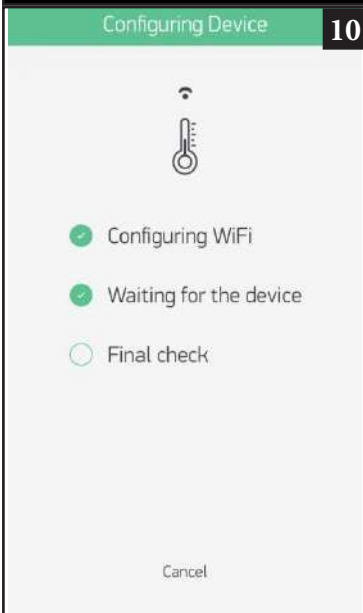 Configuring Device
10
Configuring WiFi
Waiting for the device
Final check
Cancel